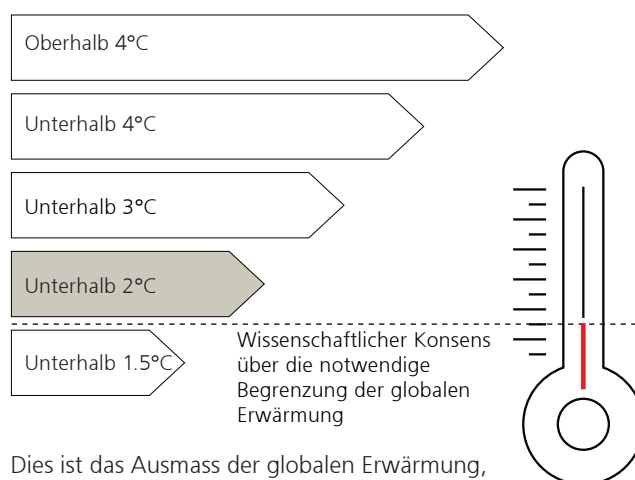 Oberhalb 4°C
Unterhalb 4°C
Unterhalb 3°C
Unterhalb 2°C
Unterhalb 1.5°C
Wissenschaftlicher Konsens
über die notwendige
Begrenzung der globalen
Erwärmung
Dies ist das Ausmass der globalen Erwärmung,